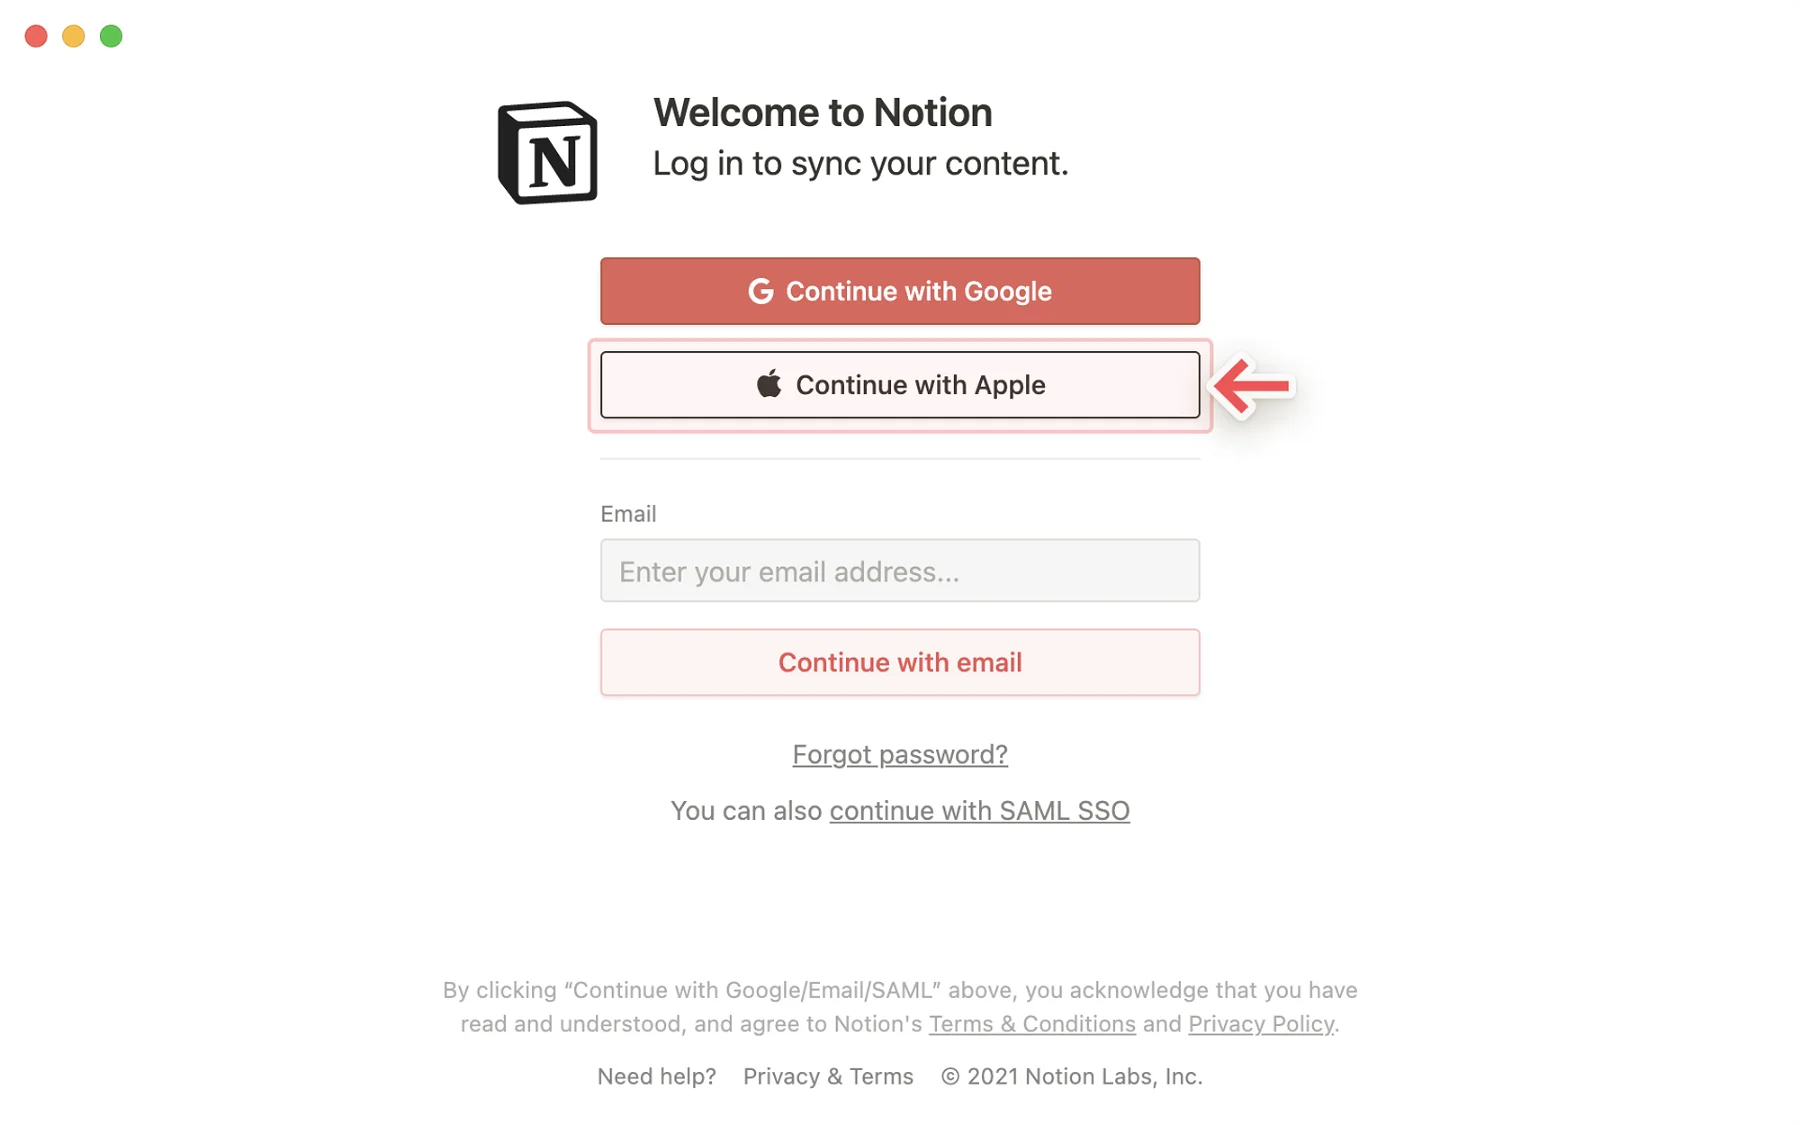 N
Welcome to Notion
Log in to sync your content.
G Continue with Google
Continue with Apple
Email
Enter your email address...
Continue with email
Forgot password?
You can also continue with SAML SSO
By clicking “Continue with Google/Email/SAML” above, you acknowledge that you have
read and understood, and agree to Notion's Terms & Conditions and Privacy Policy.
Need help? Privacy & Terms © 2021 Notion Labs, Inc.